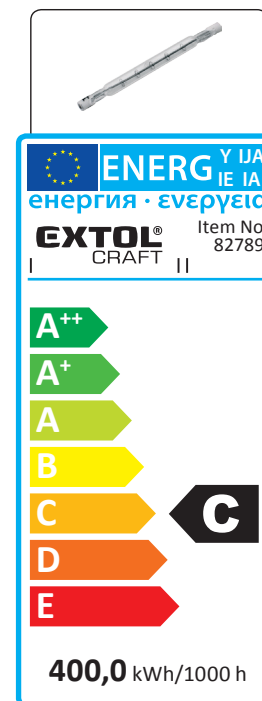 ENERG Y IJA
IE IA
енергия · ενεργεια
EXTOL®
CRAFT
Item No
82789
I II
A++
A+
A
B
C
C
D
E
400,0 kWh/1000 h